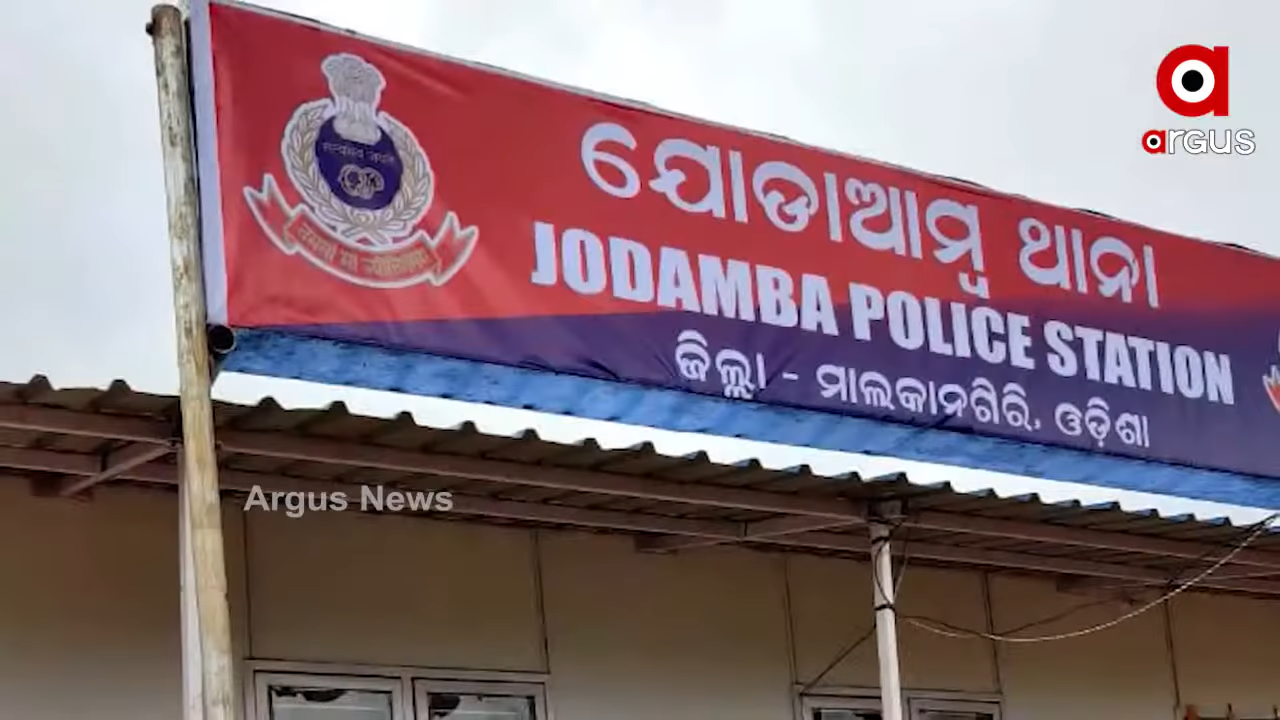 ଯୋଡାଆମ୍ବ ଥାନା
JODAMBA POLICE STATION
ଜିଲ୍ଲା - ମାଲକାନଗିରି, ଓଡ଼ିଶା
argus
Argus News